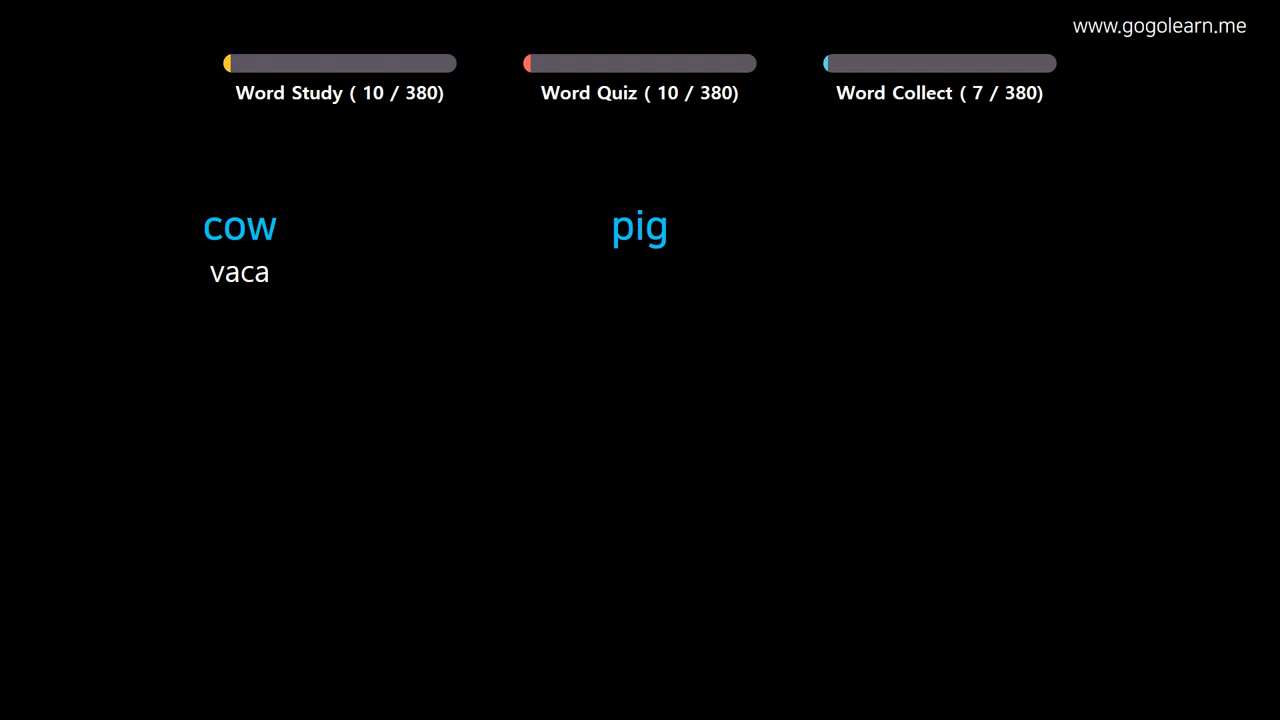 www.gogolearn.me
Word Study ( 10 / 380)
Word Quiz ( 10 / 380)
Word Collect ( 7 / 380)
cow
vaca
pig